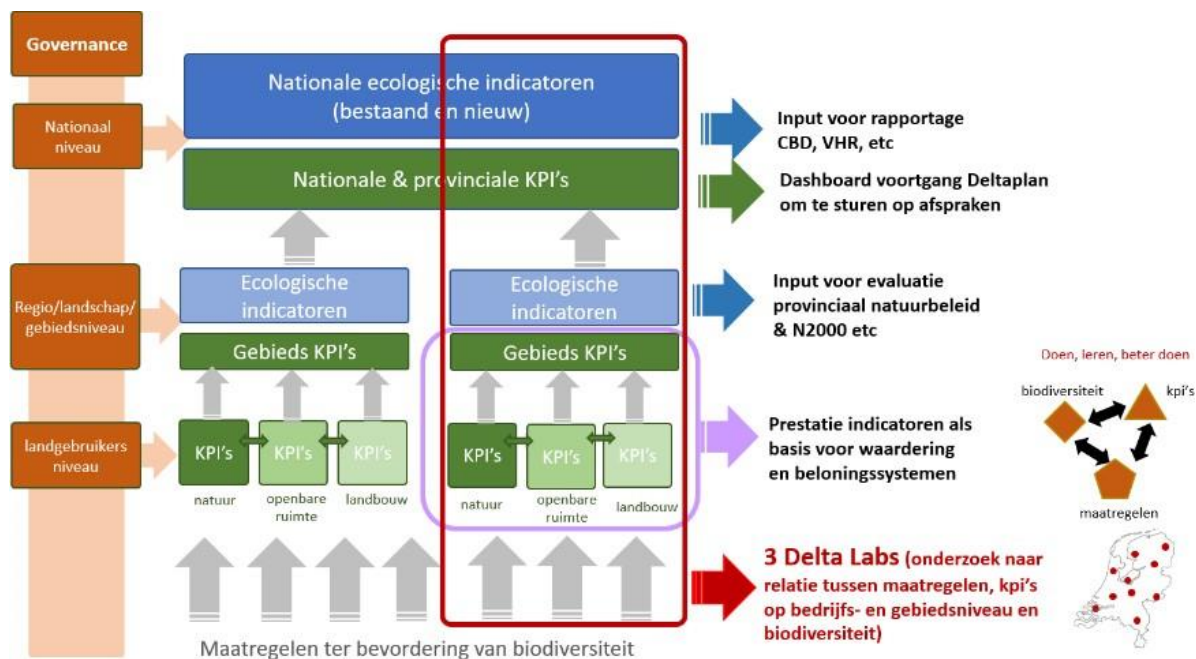 Governance
Nationaal
niveau
Regio/landschap/
gebiedsniveau
landgebruikers
niveau
Nationale ecologische indicatoren
(bestaand en nieuw)
Nationale & provinciale KPI's
Ecologische
indicatoren
Gebieds KPI's
KPI's
KPI's
KPI's
natuur
openbare
ruimte
landbouw
Ecologische
indicatoren
Gebieds KPI's
KPI's
KPI's
KPI's
natuur
openbare
ruimte
landbouw
Maatregelen ter bevordering van biodiversiteit
Input voor rapportage
CBD, VHR, etc
Dashboard voortgang Deltaplan
om te sturen op afspraken
Input voor evaluatie
provinciaal natuurbeleid
& N2000 etc
Prestatie indicatoren als
basis voor waardering
en beloningssystemen
3 Delta Labs (onderzoek naar
relatie tussen maatregelen, kpi's
op bedrijfs- en gebiedsniveau en
biodiversiteit)
Doen, leren, beter doen
biodiversiteit
kpi's
maatregelen